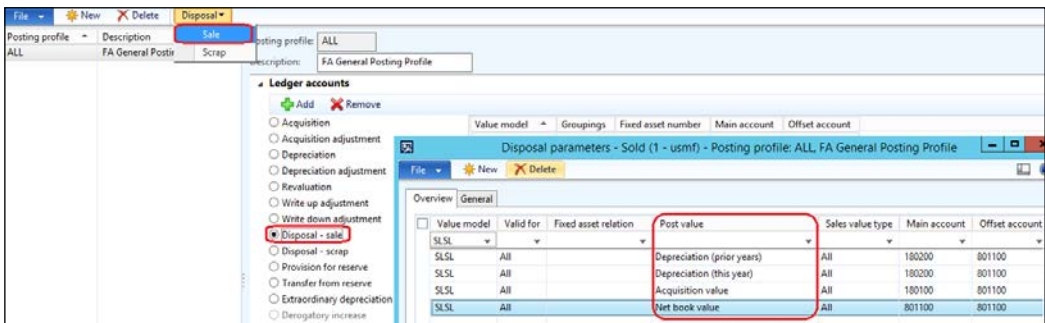 File New Delete Disposal
Posting profile Description Sale
ALL FA General Postin Scrap
osting profile: ALL
escription: FA General Posting Profile
Ledger accounts
Add Remove
Acquisition
Value model Groupings Fixed asset number Main account Offset account
Acquisition adjustment
Depreciation
Disposal parameters - Sold (1 - usmf) - Posting profile: ALL, FA General Posting Profile
Depreciation adjustment
File New Delete
Revaluation
Write up adjustment
Overview General
Write down adjustment
Value model Valid for Fixed asset relation Post value Sales value type Main account Offset account
Disposal - sale
SLSL
Disposal - scrap
SLSL All Depreciation (prior years) All 180200 801100
Provision for reserve
SLSL All Depreciation (this year) All 180200 801100
Transfer from reserve
SLSL All Acquisition value All 180100 801100
Extraordinary depreciation
SLSL All Net book value All 801100 801100
Derogatory increase